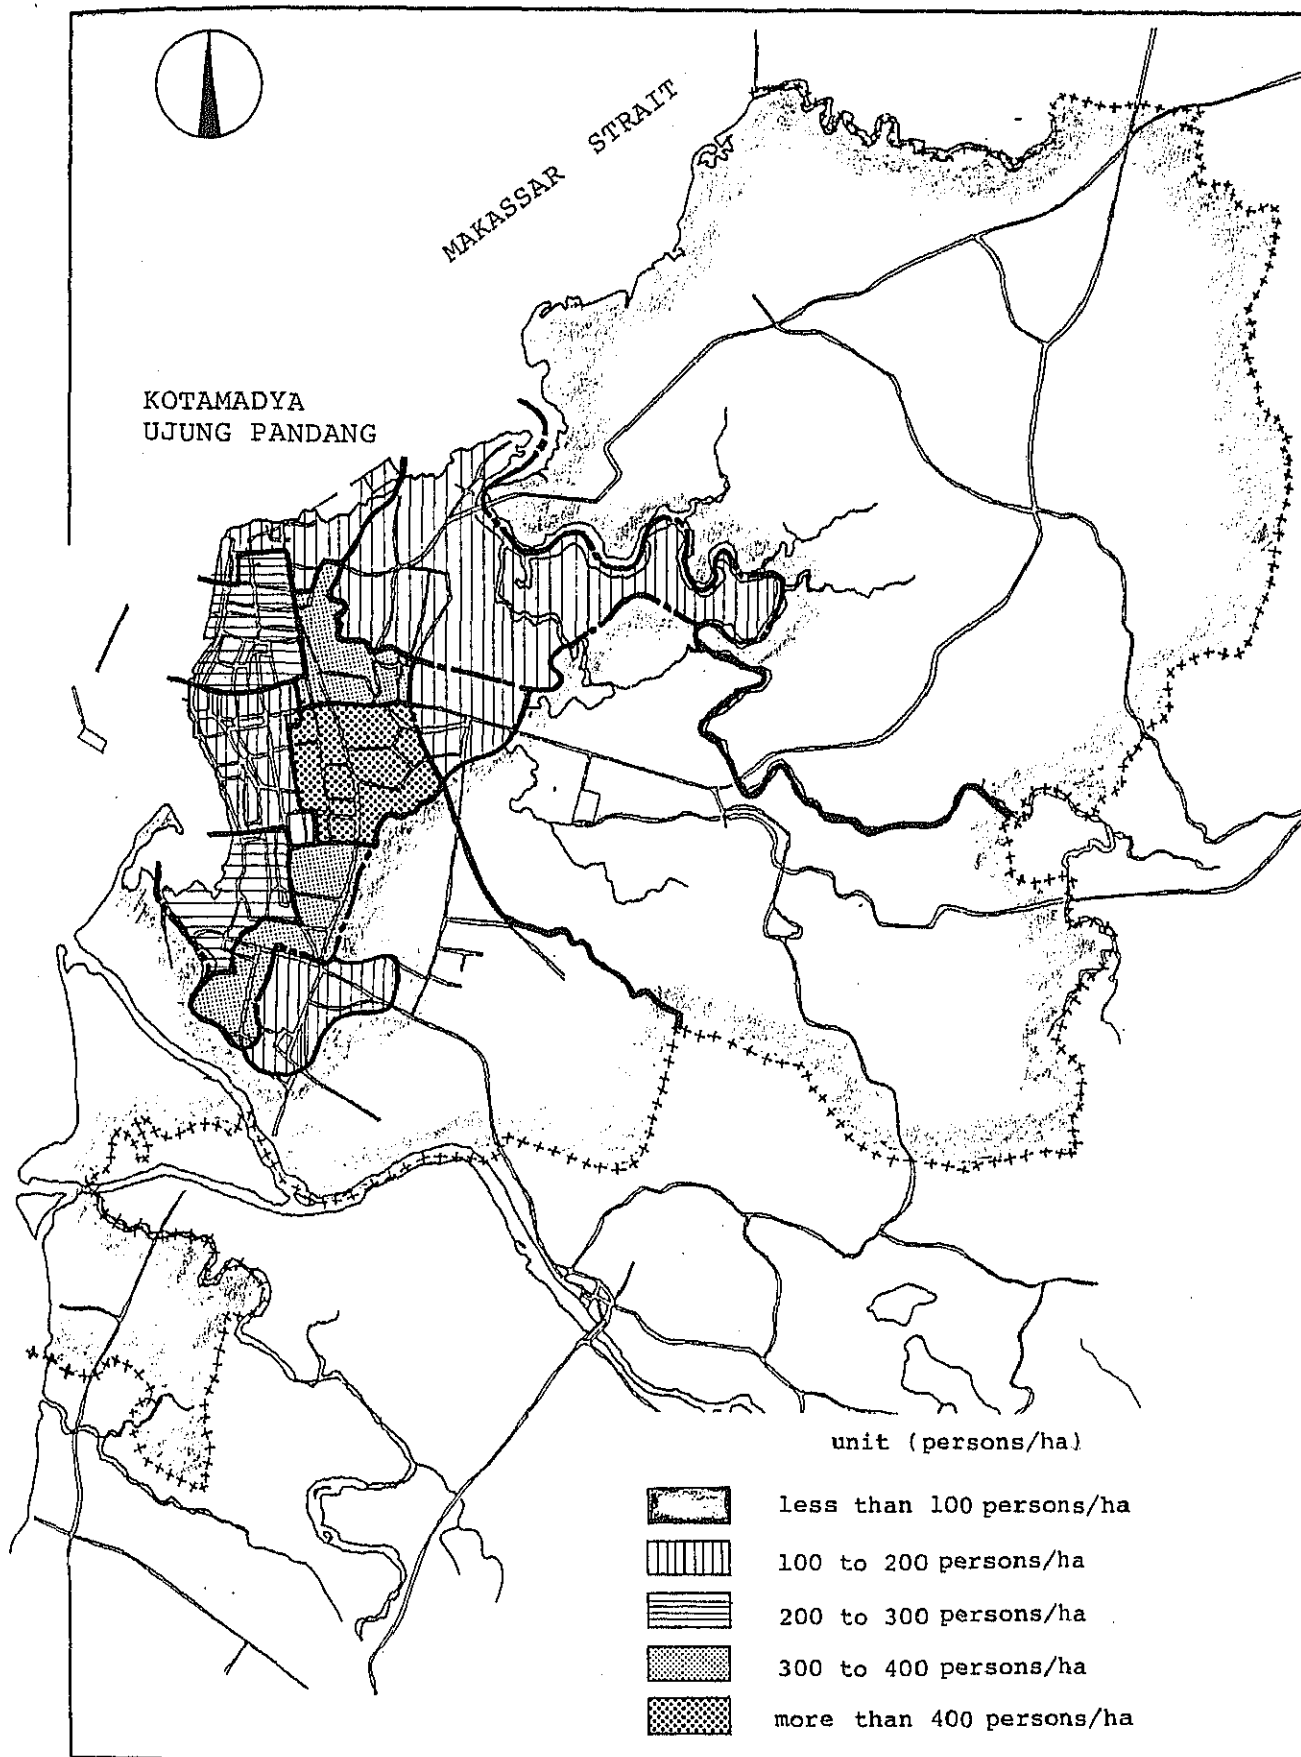 MAKASSAR STRAIT
KOTAMADYA
UJUNG PANDANG
unit (persons/ha)
less than 100 persons/ha
100 to 200 persons/ha
200 to 300 persons/ha
300 to 400 persons/ha
more than 400 persons/ha